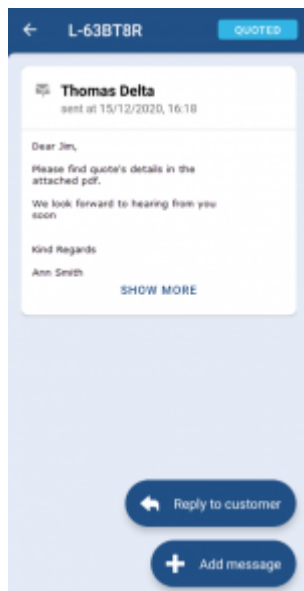 L-63BT8R
QUOTED
Thomas Delta
sent at 15/12/2020, 16:18
Dear Jim,
Please find quote's details in the
attached pdf.
We look forward to hearing from you
soon
Kind Regards
Ann Smith
SHOW MORE
Reply to customer
Add message